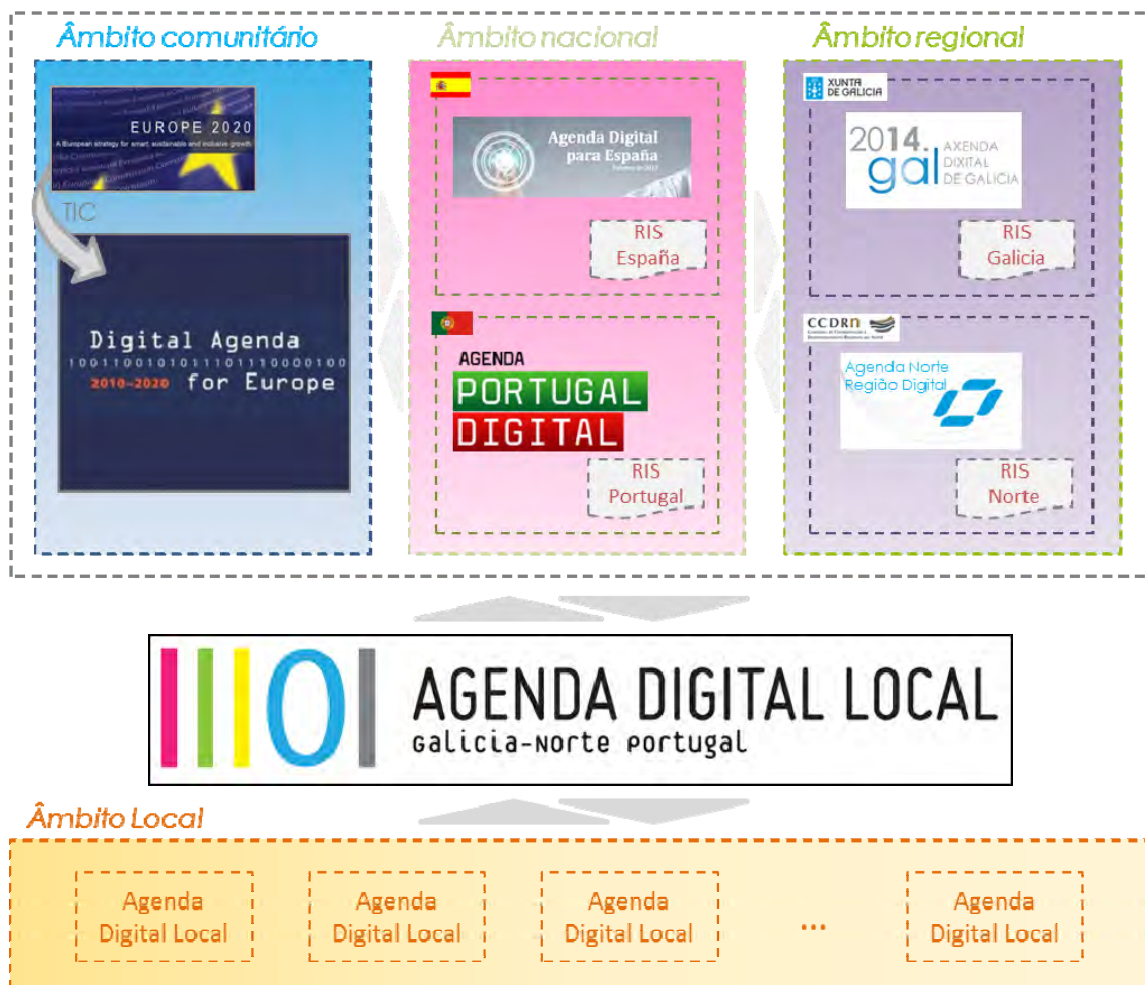 Âmbito comunitário
EUROPE 2020
A European strategy for smart, sustainable and inclusive growth
TIC
Digital Agenda
10011001010111011110000100
2010-2020 for Europe
Âmbito nacional
Agenda Digital
para España
RIS
España
AGENDA
PORTUGAL
DIGITAL
RIS
Portugal
Âmbito regional
XUNTA
DE GALICIA
2014.
gal
AXENDA
DIXITAL
DE GALICIA
RIS
Galicia
CCDRn
Agenda Norte
Região Digital
RIS
Norte
AGENDA DIGITAL LOCAL
Galicia-Norte Portugal
Âmbito Local
Agenda
Digital Local
Agenda
Digital Local
Agenda
Digital Local
...
Agenda
Digital Local